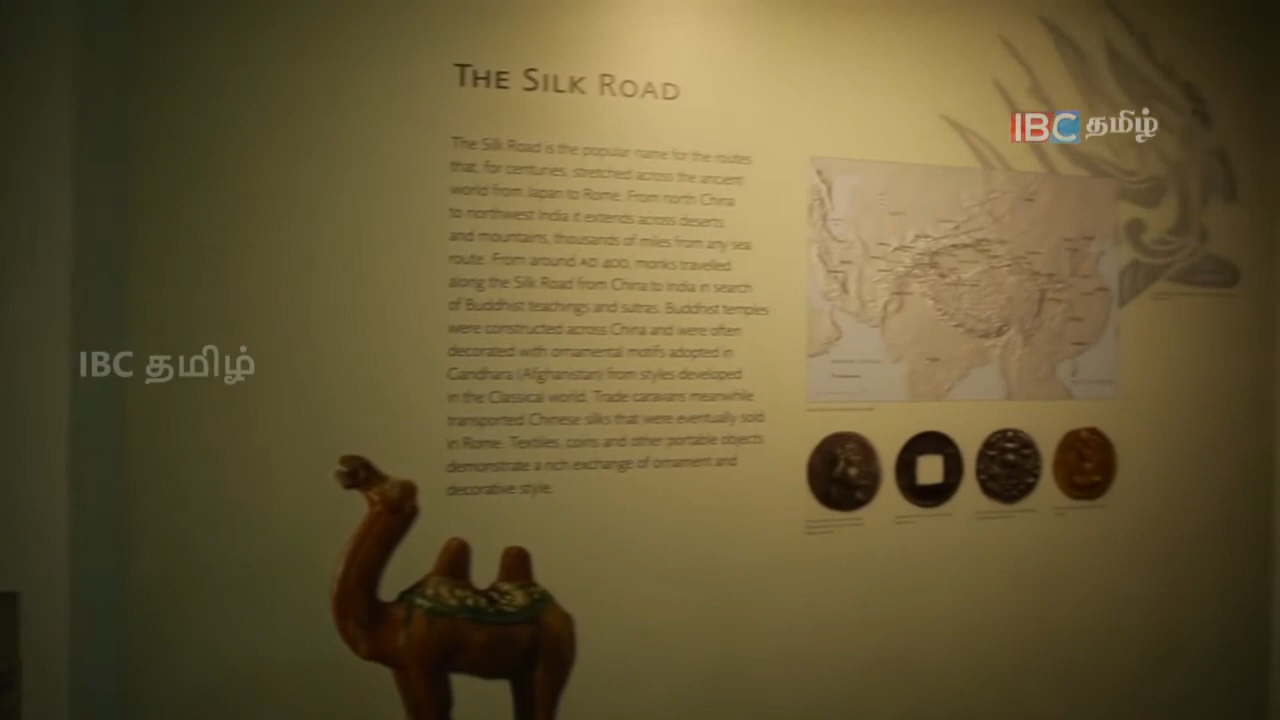 THE SILK ROAD
The Silk Road is the popular name for the routes
that, for centuries, stretched across the ancient
world from Japan to Rome. From north China
to northwest India it extends across deserts
and mountains, thousands of miles from any sea
route. From around AD 400, monks travelled
along the Silk Road from China to India in search
of Buddhist teachings and sutras. Buddhist temples
were constructed across China and were often
decorated with ornamental motifs adopted in
Gandhara (Afghanistan) from styles developed
in the Classical world. Trade caravans meanwhile
transported Chinese silks that were eventually sold
in Rome. Textiles, coins and other portable objects
demonstrate a rich exchange of ornament and
decorative style.
IBC தமிழ்
IBC தமிழ்